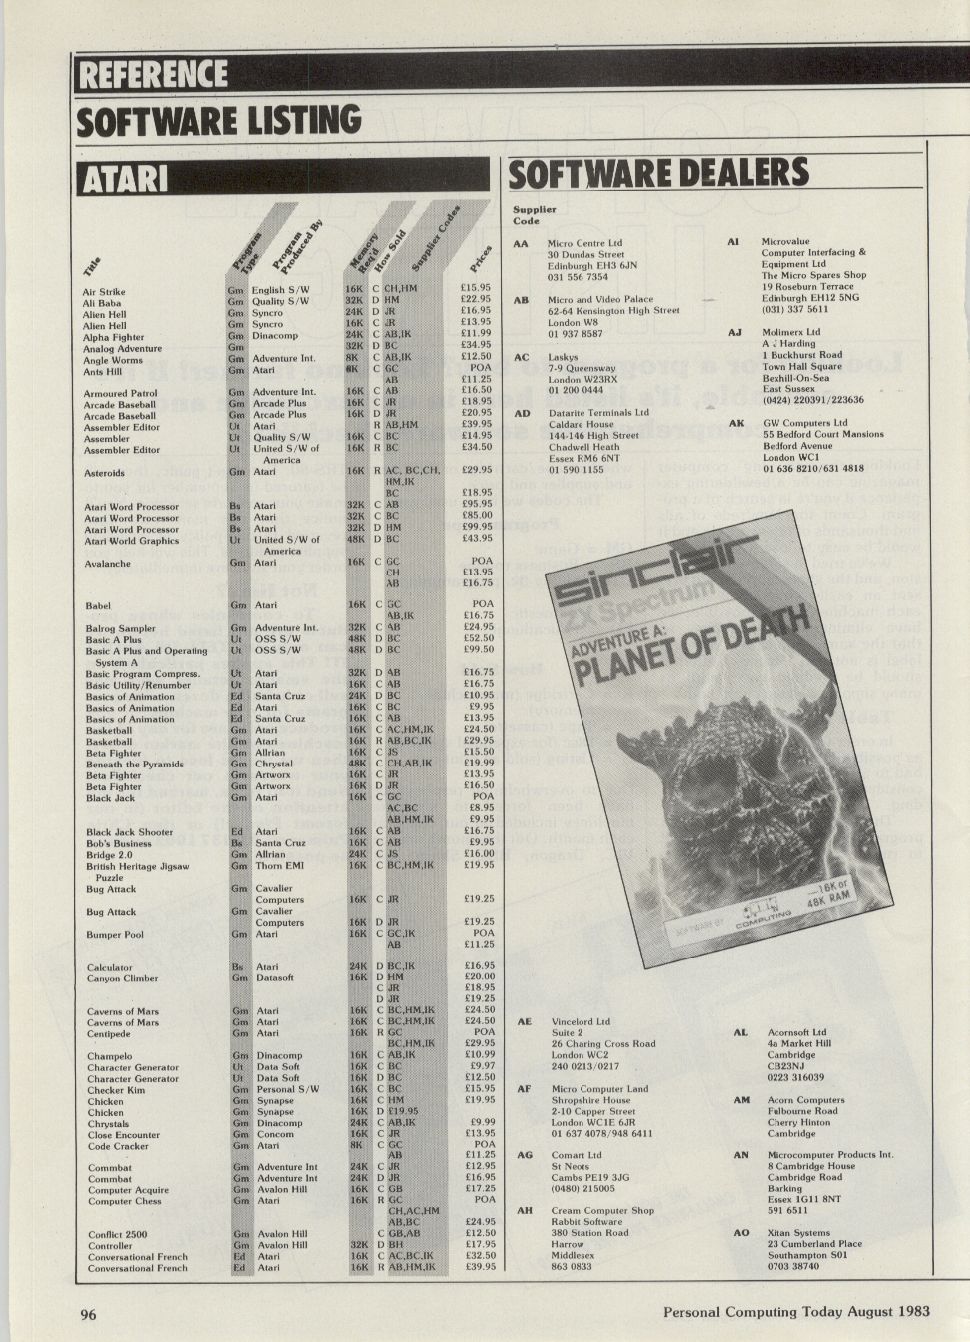 REFERENCE
SOFTWARE LISTING
ATARI
Title
Program Type
Program Produced By
Memory Req'd
How Sold
Supplier Codes
Prices
Air Strike Gm English S/W 16K C CH,HM £15.95
Ali Baba Gm Quality S/W 32K D HM £22.95
Alien Hell Gm Syncro 24K D JR £16.95
Alien Hell Gm Syncro 16K C JR £13.95
Alpha Fighter Gm Dinacomp 24K C AB,IK £11.99
Analog Adventure Gm 32K D BC £34.95
Angle Worms Gm Adventure Int. 8K C AB,IK £12.50
Ants Hill Gm Atari 8K C GC POA
AB £11.25
Armoured Patrol Gm Adventure Int. 16K C AB £16.50
Arcade Baseball Gm Arcade Plus 16K C JR £18.95
Arcade Baseball Gm Arcade Plus 16K D JR £20.95
Assembler Editor Ut Atari R AB,HM £39.95
Assembler Ut Quality S/W 16K C BC £14.95
Assembler Editor Ut United S/W of 16K R BC £34.50
America
Asteroids Gm Atari 16K R AC, BC,CH, £29.95
HM,IK
BC £18.95
Atari Word Processor Bs Atari 32K C AB £95.95
Atari Word Processor Bs Atari 32K C BC £85.00
Atari Word Processor Bs Atari 32K D HM £99.95
Atari World Graphics Ut United S/W of 48K D BC £43.95
America
Avalanche Gm Atari 16K C GC POA
CH £13.95
AB £16.75
Babel Gm Atari 16K C GC POA
AB,IK £16.75
Balrog Sampler Gm Adventure Int. 32K C AB £24.95
Basic A Plus Ut OSS S/W 48K D BC £52.50
Basic A Plus and Operating Ut OSS S/W 48K D BC £99.50
System A
Basic Program Compress. Ut Atari 32K D AB £16.75
Basic Utility/Renumber Ut Atari 16K C AB £16.75
Basics of Animation Ed Santa Cruz 24K D BC £10.95
Basics of Animation Ed Atari 16K C BC £9.95
Basics of Animation Ed Santa Cruz 16K C AB £13.95
Basketball Gm Atari 16K C AC,HM,IK £24.50
Basketball Gm Atari 16K R AB,BC,IK £29.95
Beta Fighter Gm Allrian 16K C JS £15.50
Beneath the Pyramids Gm Chrystal 48K C CH,AB,IK £19.99
Beta Fighter Gm Artworx 16K C JR £13.95
Beta Fighter Gm Artworx 16K D JR £16.50
Black Jack Gm Atari 16K C GC POA
AC,BC £8.95
AB,HM,IK £9.95
Black Jack Shooter Ed Atari 16K C AB £16.75
Bob's Business Bs Santa Cruz 16K C AB £9.95
Bridge 2.0 Gm Allrian 24K C JS £16.00
British Heritage Jigsaw Gm Thorn EMI 16K C BC,HM,IK £19.95
Puzzle
Bug Attack Gm Cavalier
Computers 16K C JR £19.25
Bug Attack Gm Cavalier
Computers 16K D JR £19.25
Bumper Pool Gm Atari 16K C GC,IK POA
AB £11.25
Calculator Bs Atari 24K D BC,IK £16.95
Canyon Climber Gm Datasoft 16K D HM £20.00
C JR £18.95
D JR £19.25
Caverns of Mars Gm Atari 16K C BC,HM,IK £24.50
Caverns of Mars Gm Atari 16K C BC,HM,IK £24.50
Centipede Gm Atari 16K R GC POA
BC,HM,IK £29.95
Champelo Gm Dinacomp 16K C AB,IK £10.99
Character Generator Ut Data Soft 16K C BC £9.97
Character Generator Ut Data Soft 16K D BC £12.50
Checker Kim Gm Personal S/W 16K C BC £15.95
Chicken Gm Synapse 16K C HM £19.95
Chicken Gm Synapse 16K D £19.95
Chrystals Gm Dinacomp 24K C AB,IK £9.99
Close Encounter Gm Concom 16K C JR £13.95
Code Cracker Gm Atari 8K C GC POA
AB £11.25
Commbat Gm Adventure Int 24K C JR £12.95
Commbat Gm Adventure Int 24K D JR £16.95
Computer Acquire Gm Avalon Hill 16K C GB £17.25
Computer Chess Gm Atari 16K R GC POA
CH,AC,HM
AB,BC £24.95
Conflict 2500 Gm Avalon Hill C GB,AB £12.50
Controller Gm Avalon Hill 32K D BH £17.95
Conversational French Ed Atari 16K C AC,BC,IK £32.50
Conversational French Ed Atari 16K R AB,HM,IK £39.95
SOFTWARE DEALERS
Supplier
Code
AA Micro Centre Ltd
30 Dundas Street
Edinburgh EH3 6JN
031 556 7354
AB Micro and Video Palace
62-64 Kensington High Street
London W8
01 937 8587
AC Laskys
7-9 Queensway
London W23RX
01 200 0444
AD Datarite Terminals Ltd
Caldare House
144-146 High Street
Chadwell Heath
Essex RM6 6NT
01 590 1155
AI Microvalue
Computer Interfacing &
Equipment Ltd
The Micro Spares Shop
19 Roseburn Terrace
Edinburgh EH12 5NG
(031) 337 5611
AJ Molimerx Ltd
A J Harding
1 Buckhurst Road
Town Hall Square
Bexhill-On-Sea
East Sussex
(0424) 220391/223636
AK GW Computers Ltd
55 Bedford Court Mansions
Bedford Avenue
London WC1
01 636 8210/631 4818
sinclair
ZX Spectrum
ADVENTURE A:
PLANET OF DEATH
SOFTWARE BY
COMPUTING
16K or
48K RAM
AE Vincelord Ltd
Suite 2
26 Charing Cross Road
London WC2
240 0213/0217
AF Micro Computer Land
Shropshire House
2-10 Capper Street
London WC1E 6JR
01 637 4078/948 6411
AG Comart Ltd
St Neots
Cambs PE19 3JG
(0480) 215005
AH Cream Computer Shop
Rabbit Software
380 Station Road
Harrow
Middlesex
863 0833
AL Acornsoft Ltd
4a Market Hill
Cambridge
CB23NJ
0223 316039
AM Acorn Computers
Fulbourne Road
Cherry Hinton
Cambridge
AN Microcomputer Products Int.
8 Cambridge House
Cambridge Road
Barking
Essex 1G11 8NT
591 6511
AO Xitan Systems
23 Cumberland Place
Southampton S01
0703 38740
96
Personal Computing Today August 1983